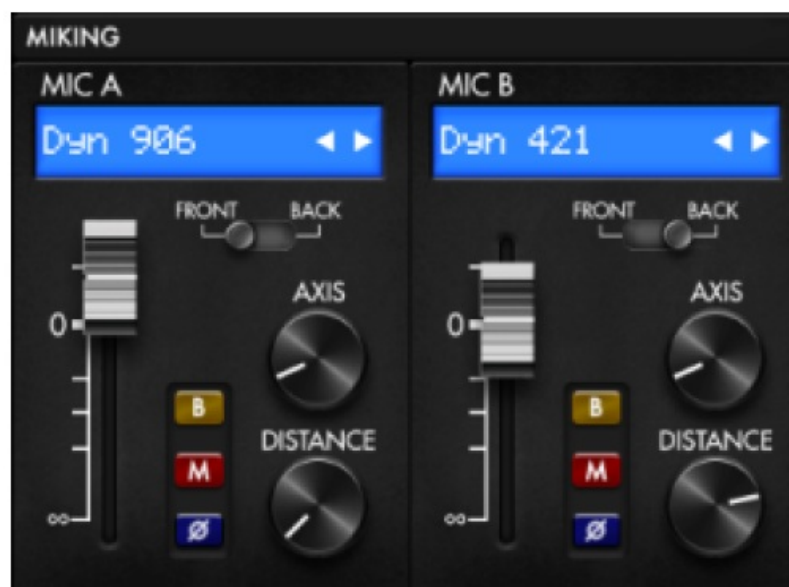 MIKING
MIC A
Dyn 906
FRONT BACK
AXIS
0
B
DISTANCE
M
∞
Ø
MIC B
Dyn 421
FRONT BACK
AXIS
0
B
DISTANCE
M
∞
Ø